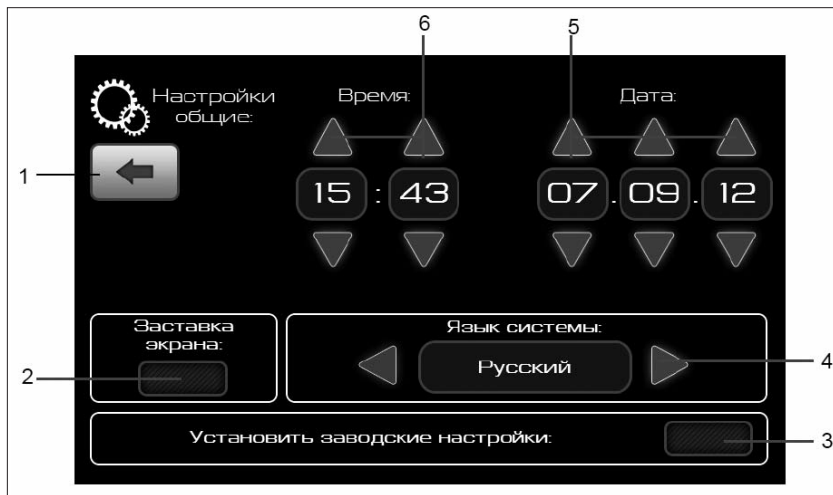 6
5
Настройки
общие:
Время:
Дата:
1
15 : 43
07.09.12
Заставка
экрана:
Язык системы:
2
Русский
4
Установить заводские настройки:
3